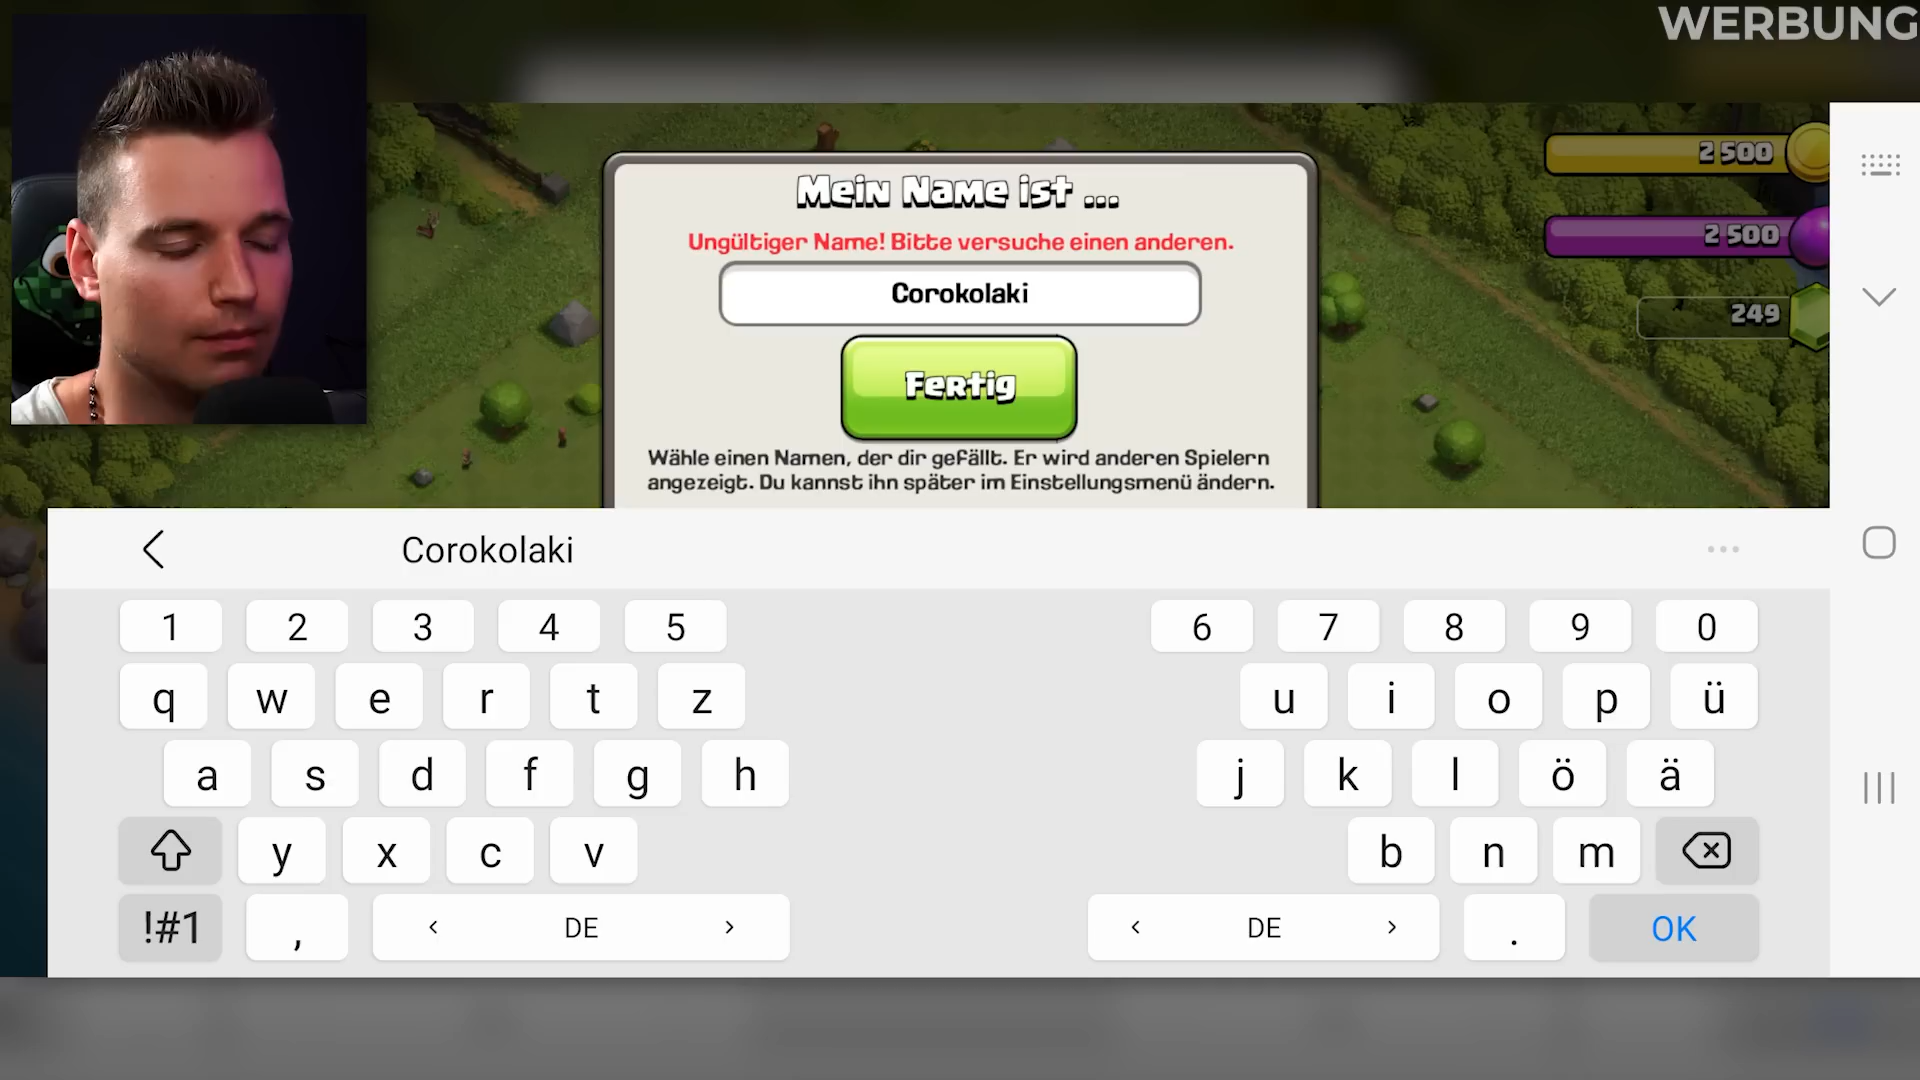 WERBUNG
Mein Name ist ...
Ungültiger Name! Bitte versuche einen anderen.
Corokolaki
Fertig
Wähle einen Namen, der dir gefällt. Er wird anderen Spielern
angezeigt. Du kannst ihn später im Einstellungsmenü ändern.
2 500
2 500
249
Corokolaki
1 2 3 4 5 6 7 8 9 0
q w e r t z u i o p ü
a s d f g h j k l ö ä
y x c v b n m
!#1 , < DE > < DE > . OK